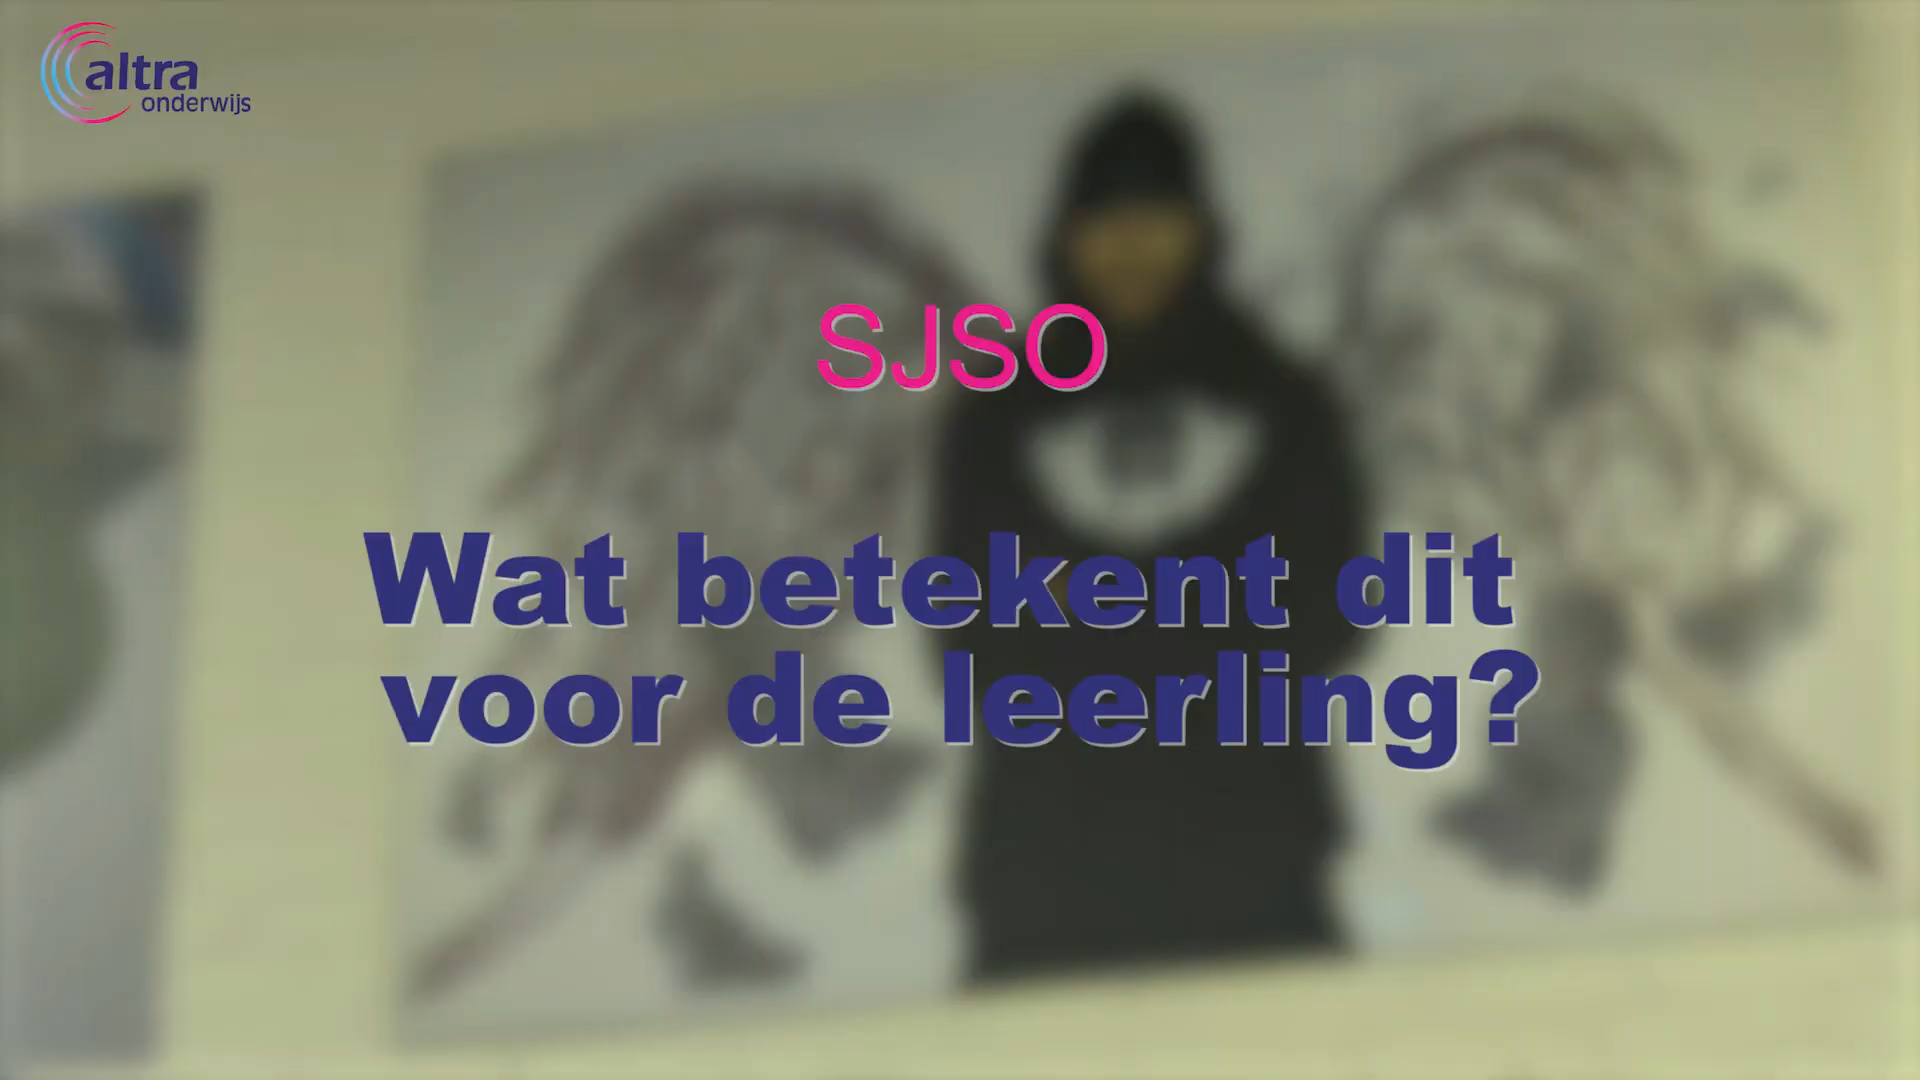 altra
onderwijs
SJSO
Wat betekent dit
voor de leerling?